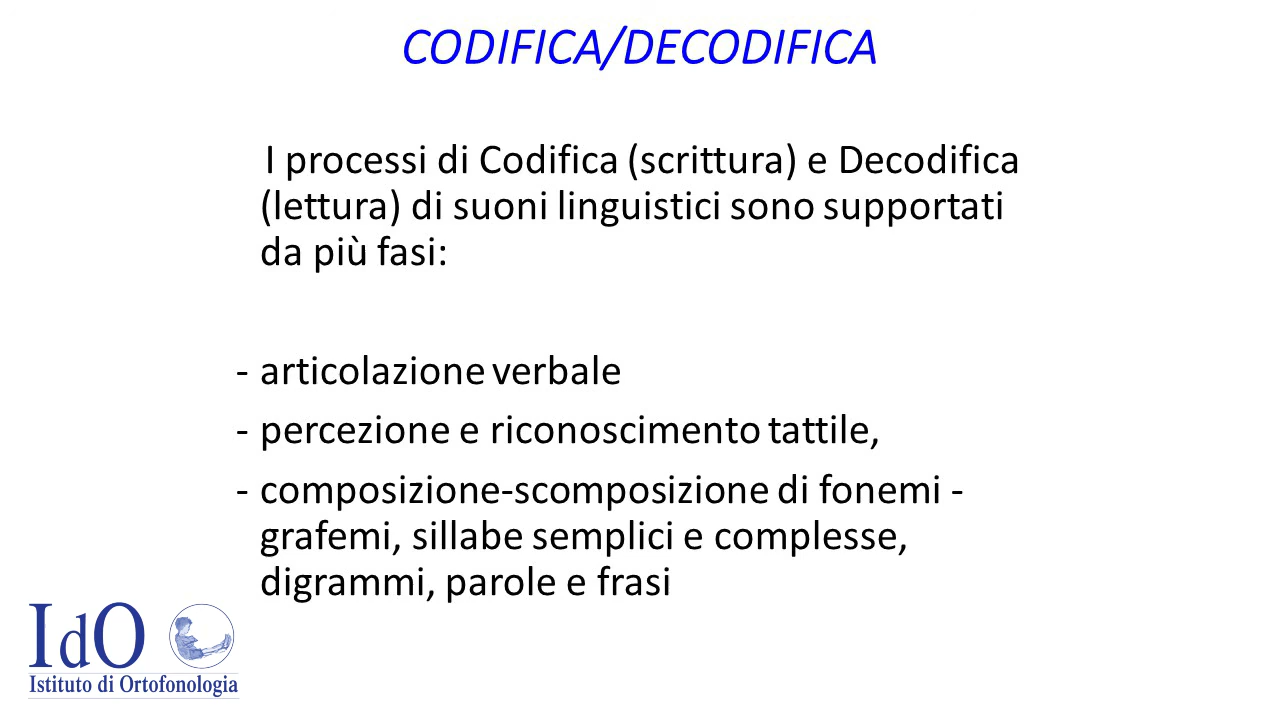 CODIFICA/DECODIFICA
I processi di Codifica (scrittura) e Decodifica
(lettura) di suoni linguistici sono supportati
da più fasi:
- articolazione verbale
- percezione e riconoscimento tattile,
- composizione-scomposizione di fonemi -
grafemi, sillabe semplici e complesse,
digrammi, parole e frasi
IdO
Istituto di Ortofonologia